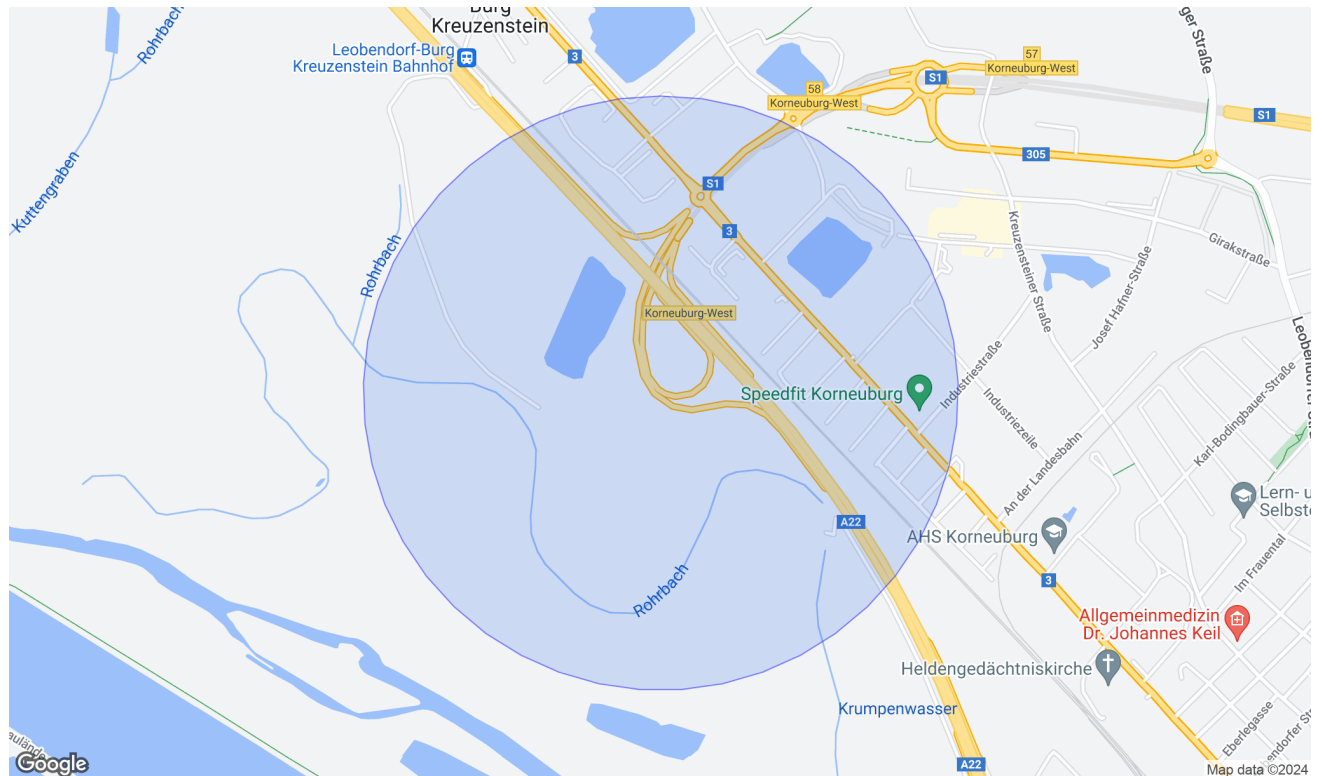 Burg
Kreuzenstein
Leobendorf-Burg
Kreuzenstein Bahnhof
Rohrbach
Kuttengraben
3
58
Korneuburg-West
57
Korneuburg-West
S1
S1
305
ger Straße
S1
3
Rohrbach
Korneuburg-West
Kreuzensteiner Straße
Girakstraße
Josef Hafner-Straße
Speedfit Korneuburg
Industriestraße
Industriezeile
An der Landesbahn
Karl-Bodingbauer-Straße
Leobendorfer
Lern- u
Selbst
A22
AHS Korneuburg
Rohrbach
3
Im Frauental
Allgemeinmedizin
Dr. Johannes Keil
Heldengedächtniskirche
Krumpenwasser
A22
Eberlegasse
Google
Map data ©2024